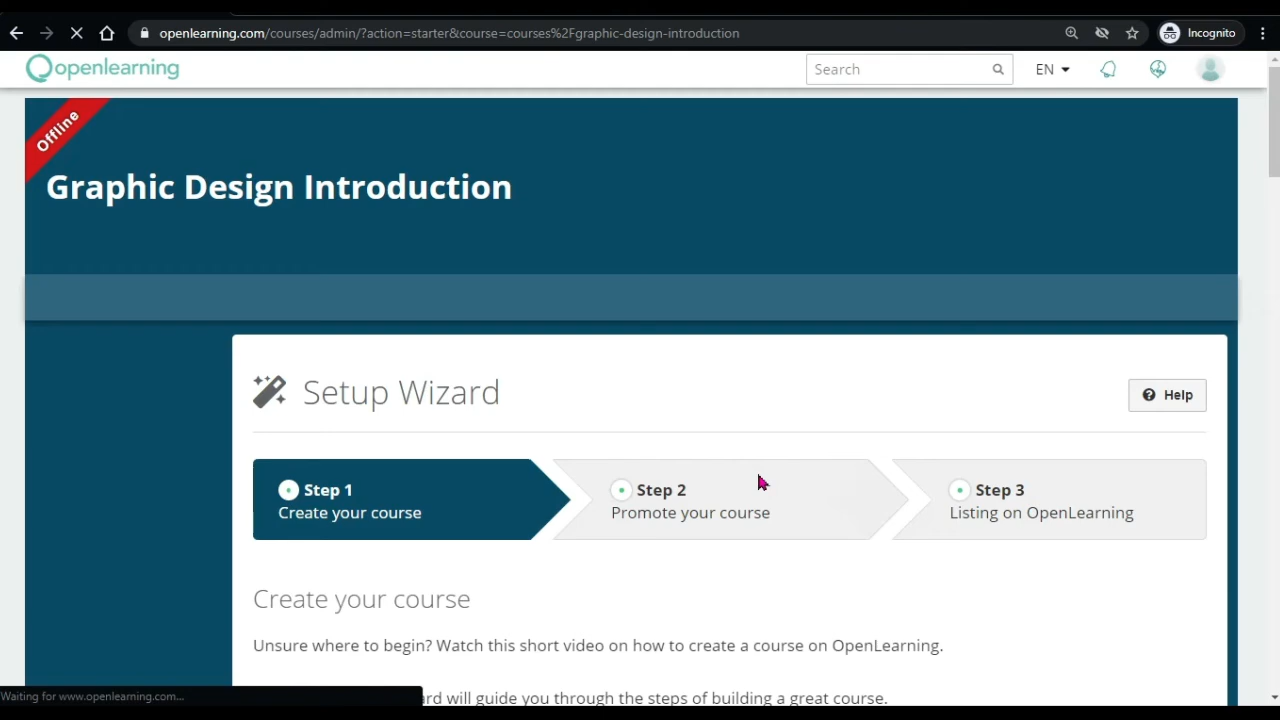 openlearning.com/courses/admin/?action=starter&course=courses%2Fgraphic-design-introduction
Incognito
openlearning
Search
EN
Offline
Graphic Design Introduction
Setup Wizard
Help
Step 1
Create your course
Step 2
Promote your course
Step 3
Listing on OpenLearning
Create your course
Unsure where to begin? Watch this short video on how to create a course on OpenLearning.
will guide you through the steps of building a great course.
Waiting for www.openlearning.com...